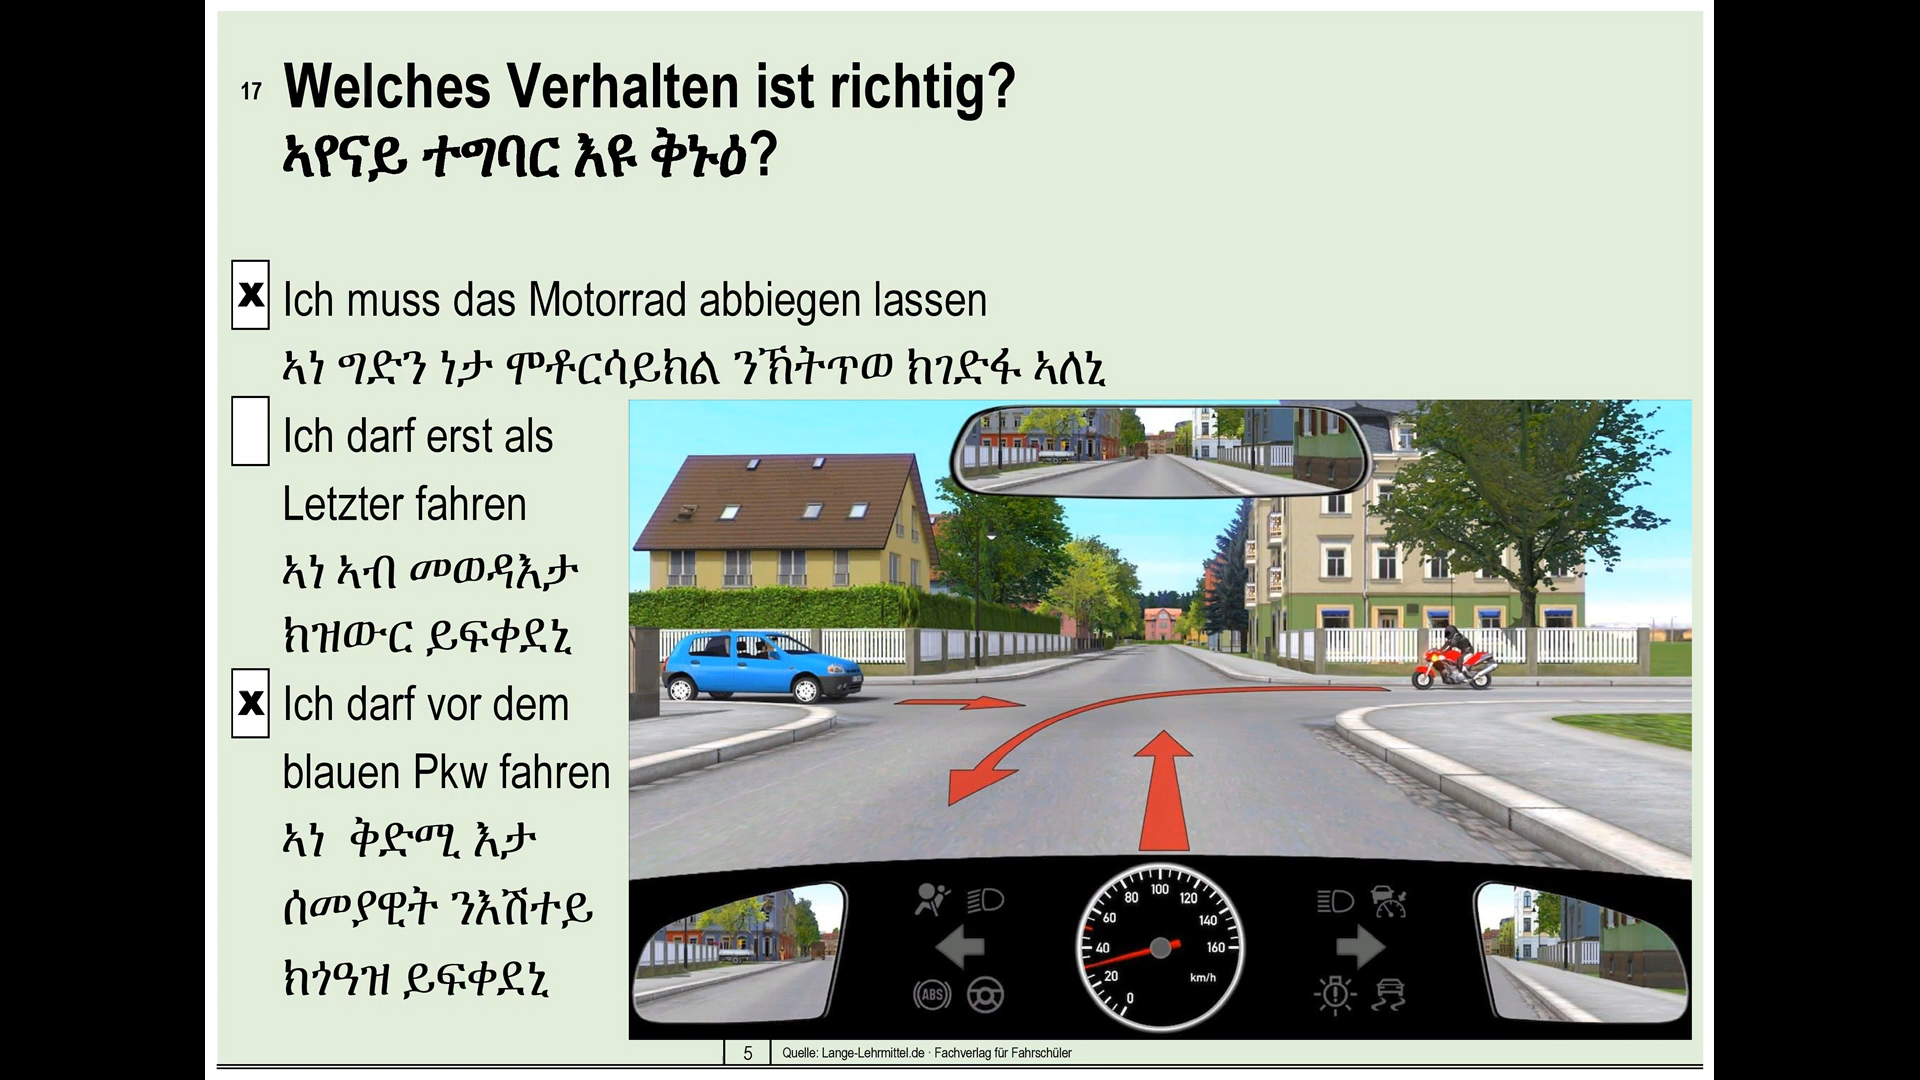 17 Welches Verhalten ist richtig?
ኣየናይ ተግባር እዩ ቅኑዕ?
x Ich muss das Motorrad abbiegen lassen
ኣነ ግድን ነታ ሞቶርሳይክል ንኽትጥወ ክገድፋ ኣለኒ
Ich darf erst als
Letzter fahren
ኣነ ኣብ መወዳእታ
ክዝውር ይፍቀደኒ
x Ich darf vor dem
blauen Pkw fahren
ኣነ ቅድሚ እታ
ሰመያዊት ንእሽተይ
ክጎዓዝ ይፍቀደኒ
0 20 40 60 80 100 120 140 160
km/h
ABS
5 Quelle: Lange-Lehrmittel.de · Fachverlag für Fahrschüler